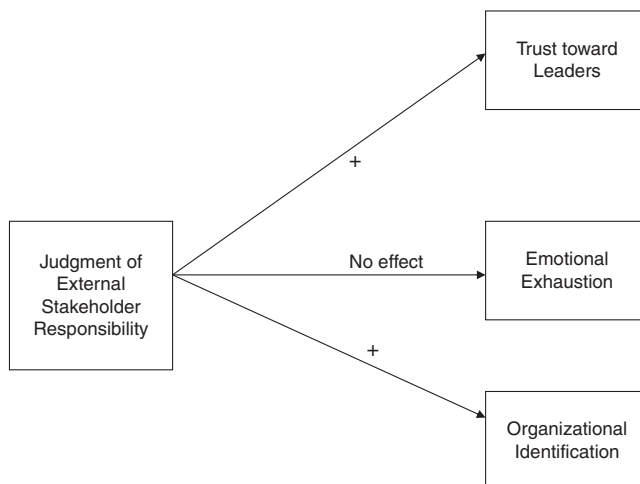 Trust toward
Leaders
+
Judgment of
External
Stakeholder
Responsibility
No effect
Emotional
Exhaustion
+
Organizational
Identification